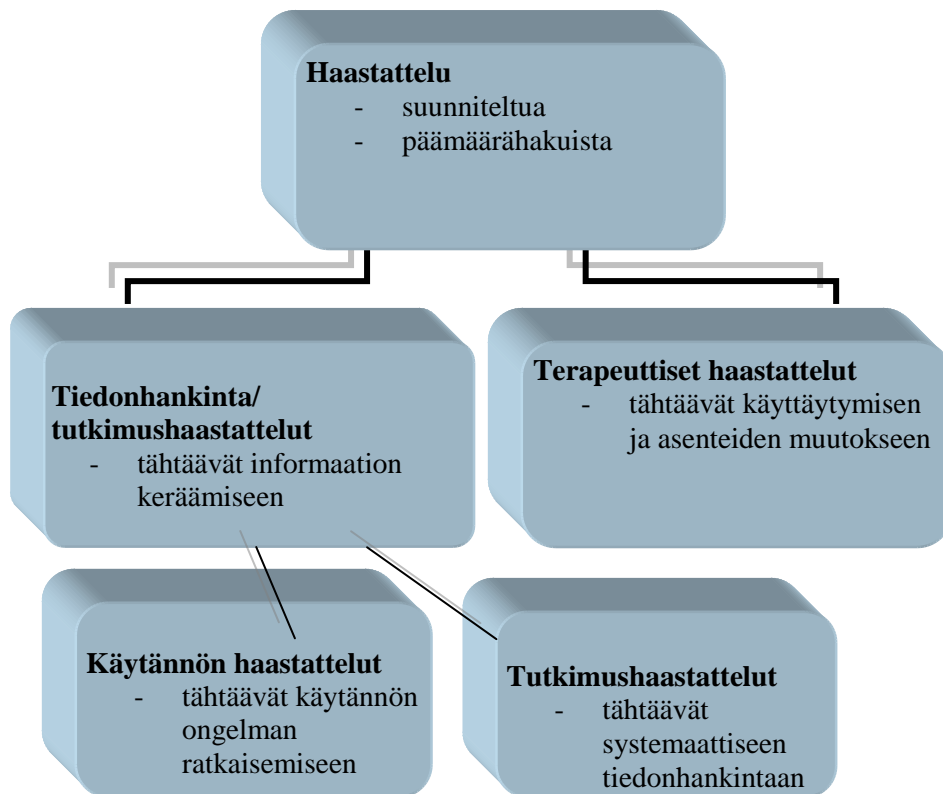 Haastattelu
- suunniteltua
- päämäärähakuista
Tiedonhankinta/
tutkimushaastattelut
- tähtäävät informaation
keräämiseen
Terapeuttiset haastattelut
- tähtäävät käyttäytymisen
ja asenteiden muutokseen
Käytännön haastattelut
- tähtäävät käytännön
ongelman
ratkaisemiseen
Tutkimushaastattelut
- tähtäävät
systemaattiseen
tiedonhankintaan